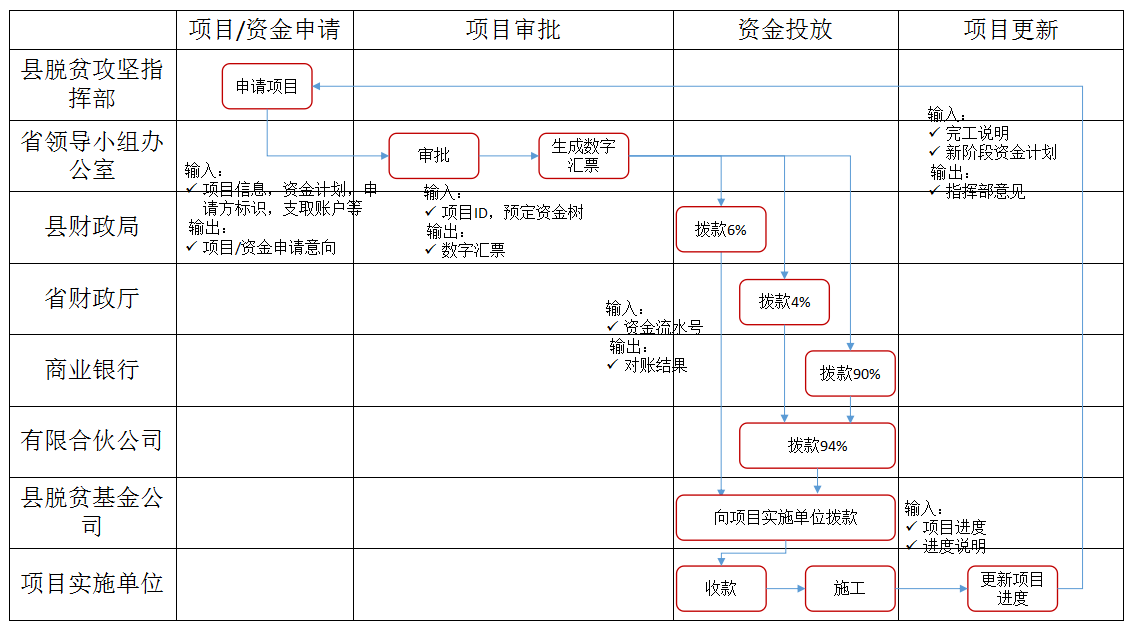 项目/资金申请
项目审批
资金投放
项目更新
县脱贫攻坚指
挥部
申请项目
省领导小组办
公室
审批
生成数字
汇票
输入：
完工说明
新阶段资金计划
输出：
指挥部意见
输入：
项目信息，资金计划，申
请方标识，支取账户等
输出：
项目/资金申请意向
输入：
项目ID，预定资金树
输出：
数字汇票
县财政局
拨款6%
省财政厅
拨款4%
输入：
资金流水号
输出：
对账结果
商业银行
拨款90%
有限合伙公司
拨款94%
县脱贫基金公
司
向项目实施单位拨款
输入：
项目进度
进度说明
项目实施单位
收款
施工
更新项目
进度